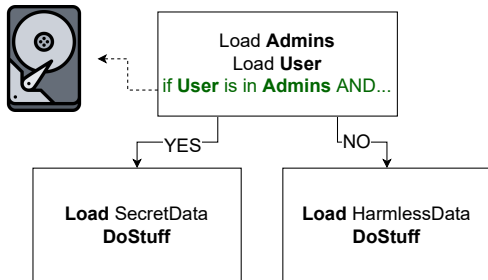 Load Admins
Load User
if User is in Admins AND...
YES
NO
Load SecretData
DoStuff
Load HarmlessData
DoStuff